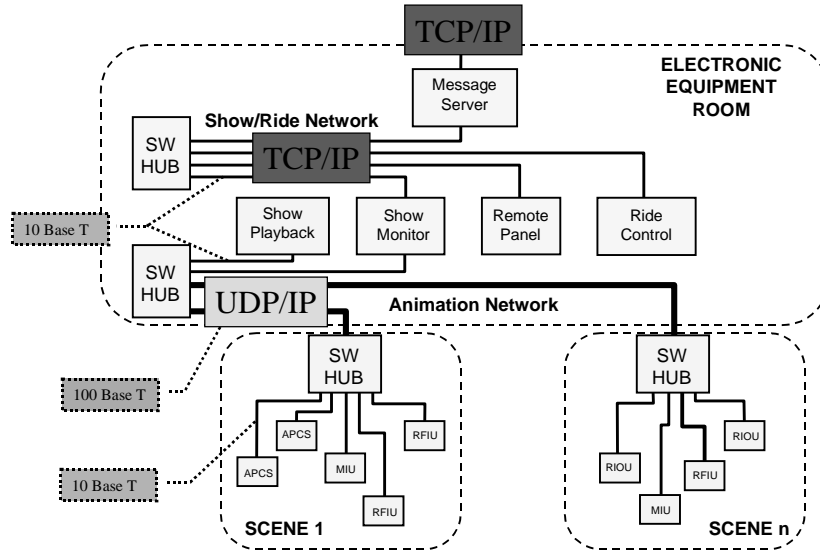 TCP/IP
Message
Server
ELECTRONIC
EQUIPMENT
ROOM
Show/Ride Network
SW
HUB
TCP/IP
10 Base T
Show
Playback
Show
Monitor
Remote
Panel
Ride
Control
SW
HUB
UDP/IP
Animation Network
100 Base T
10 Base T
SW
HUB
APCS
APCS
MIU
RFIU
RFIU
SCENE 1
SW
HUB
RIOU
MIU
RFIU
RIOU
SCENE n